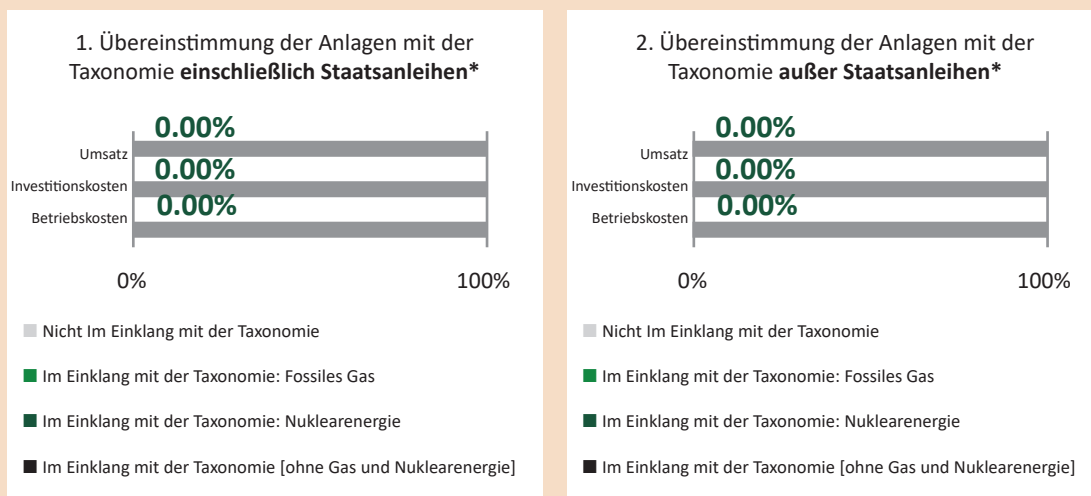 1. Übereinstimmung der Anlagen mit der
Taxonomie einschließlich Staatsanleihen*
0.00%
Umsatz
0.00%
Investitionskosten
0.00%
Betriebskosten
0%
100%
Nicht Im Einklang mit der Taxonomie
Im Einklang mit der Taxonomie: Fossiles Gas
Im Einklang mit der Taxonomie: Nuklearenergie
Im Einklang mit der Taxonomie [ohne Gas und Nuklearenergie]
2. Übereinstimmung der Anlagen mit der
Taxonomie außer Staatsanleihen*
0.00%
Umsatz
0.00%
Investitionskosten
0.00%
Betriebskosten
0%
100%
Nicht Im Einklang mit der Taxonomie
Im Einklang mit der Taxonomie: Fossiles Gas
Im Einklang mit der Taxonomie: Nuklearenergie
Im Einklang mit der Taxonomie [ohne Gas und Nuklearenergie]